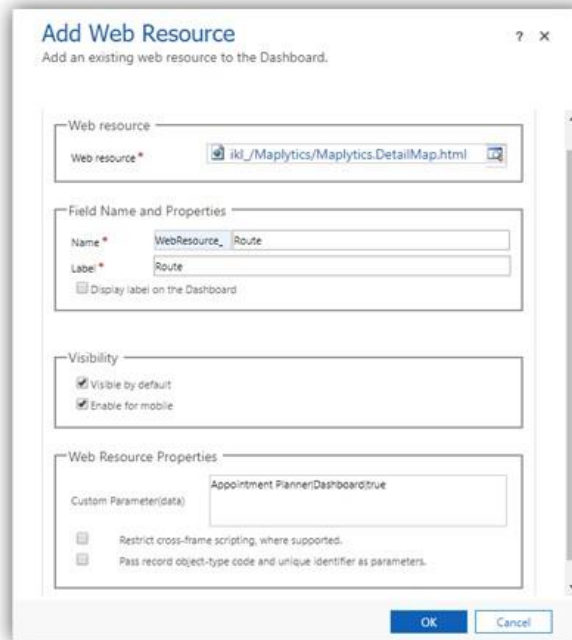 Add Web Resource
? ×
Add an existing web resource to the Dashboard.
Web resource
Web resource * ikl_/Maplytics/Maplytics.DetailMap.html
Field Name and Properties
Name * WebResource_ Route
Label * Route
Display label on the Dashboard
Visibility
Visible by default
Enable for mobile
Web Resource Properties
Appointment Planner|Dashboard|true
Custom Parameter(data)
Restrict cross-frame scripting, where supported.
Pass record object-type code and unique identifier as parameters.
OK Cancel